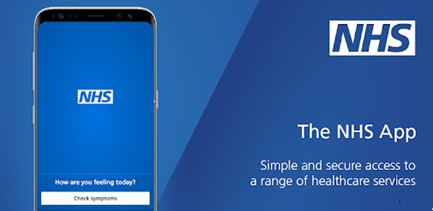 NHS
NHS
How are you feeling today?
Check symptoms
The NHS App
Simple and secure access to
a range of healthcare services